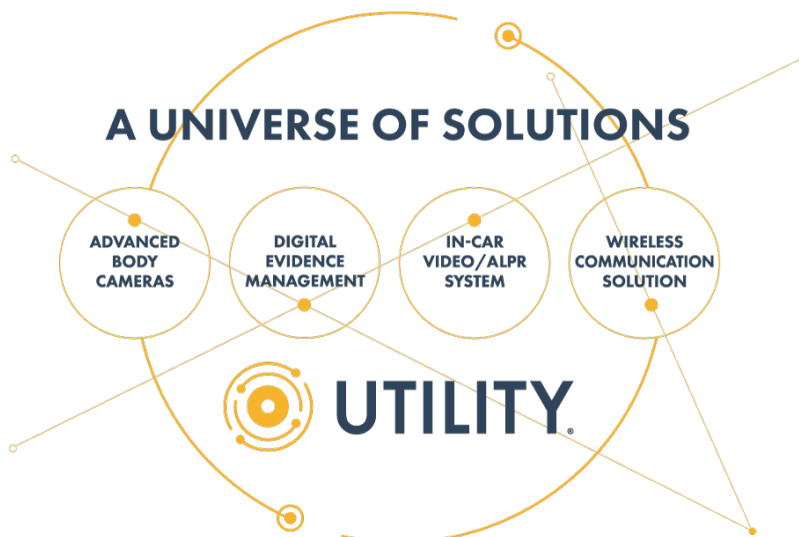 A UNIVERSE OF SOLUTIONS
ADVANCED
BODY
CAMERAS
DIGITAL
EVIDENCE
MANAGEMENT
IN-CAR
VIDEO/ALPR
SYSTEM
WIRELESS
COMMUNICATION
SOLUTION
UTILITY®